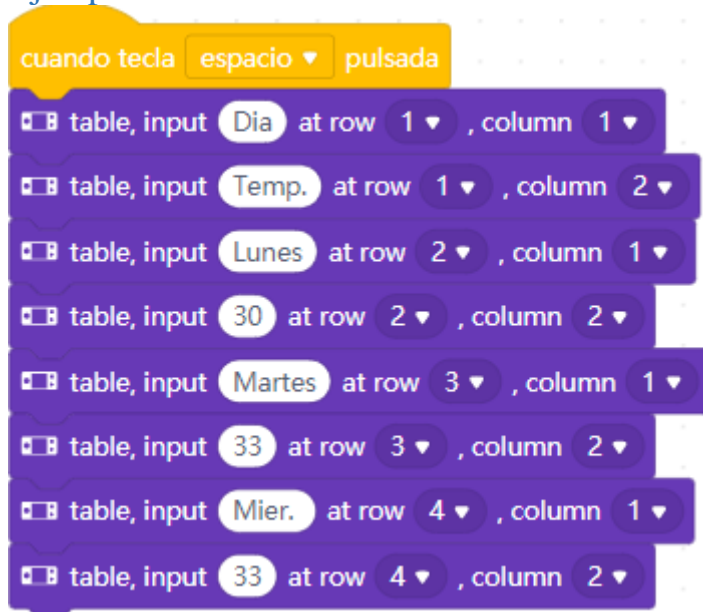 cuando tecla espacio pulsada
table, input Dia at row 1 , column 1
table, input Temp. at row 1 , column 2
table, input Lunes at row 2 , column 1
table, input 30 at row 2 , column 2
table, input Martes at row 3 , column 1
table, input 33 at row 3 , column 2
table, input Mier. at row 4 , column 1
table, input 33 at row 4 , column 2